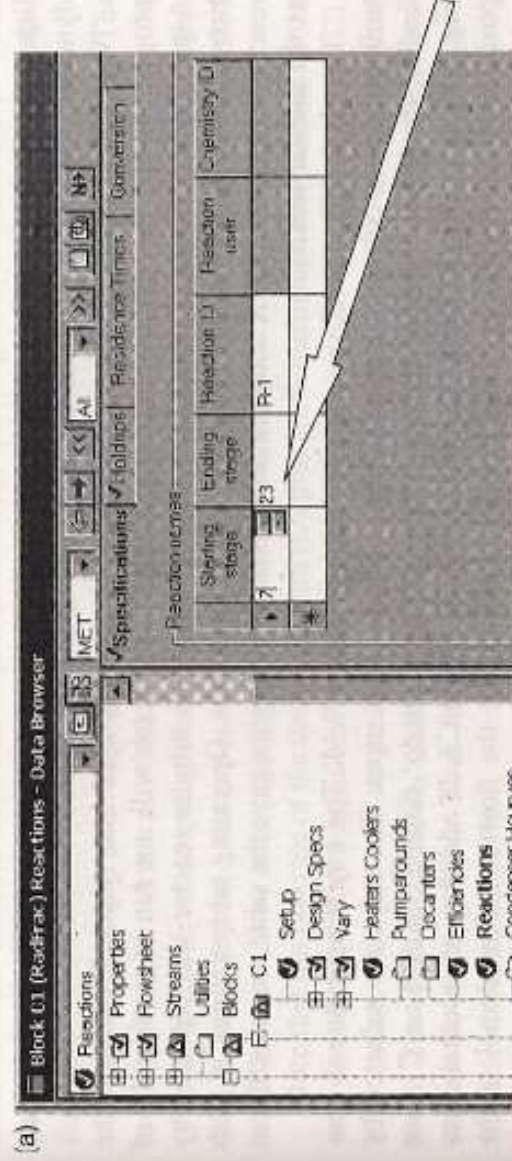 (a)
Block C1 (RadFrac) Reactions - Data Browser
Reactions
MET
All
<<
>>
N>
Properties
Flowsheet
Streams
Utilities
Blocks
C1
Setup
Design Specs
Vary
Heaters Coolers
Pumparounds
Decanters
Efficiencies
Reactions
Condenser Hcurves
✓Specifications
✓Holdups
Residence Times
Conversion
Reaction stages
Starting stage
Ending stage
Reaction ID
Reaction user
Chemistry ID
7
23
R-1